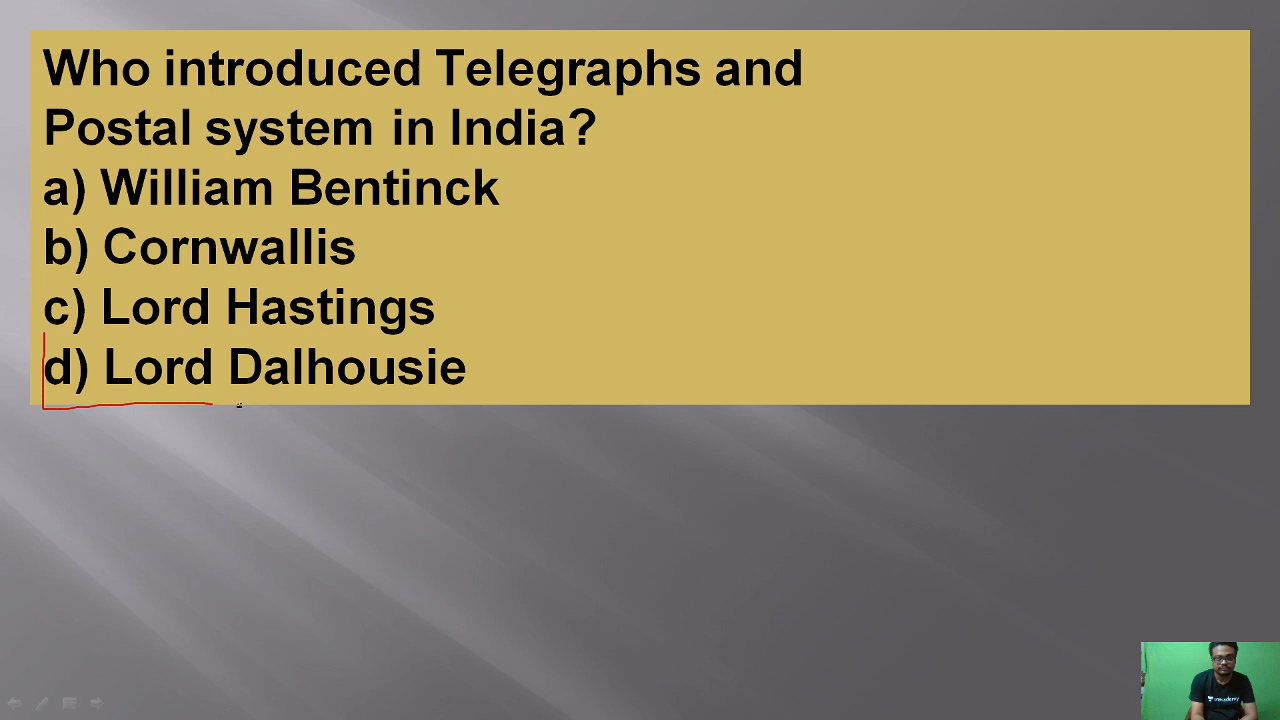 Who introduced Telegraphs and
Postal system in India?
a) William Bentinck
b) Cornwallis
c) Lord Hastings
d) Lord Dalhousie